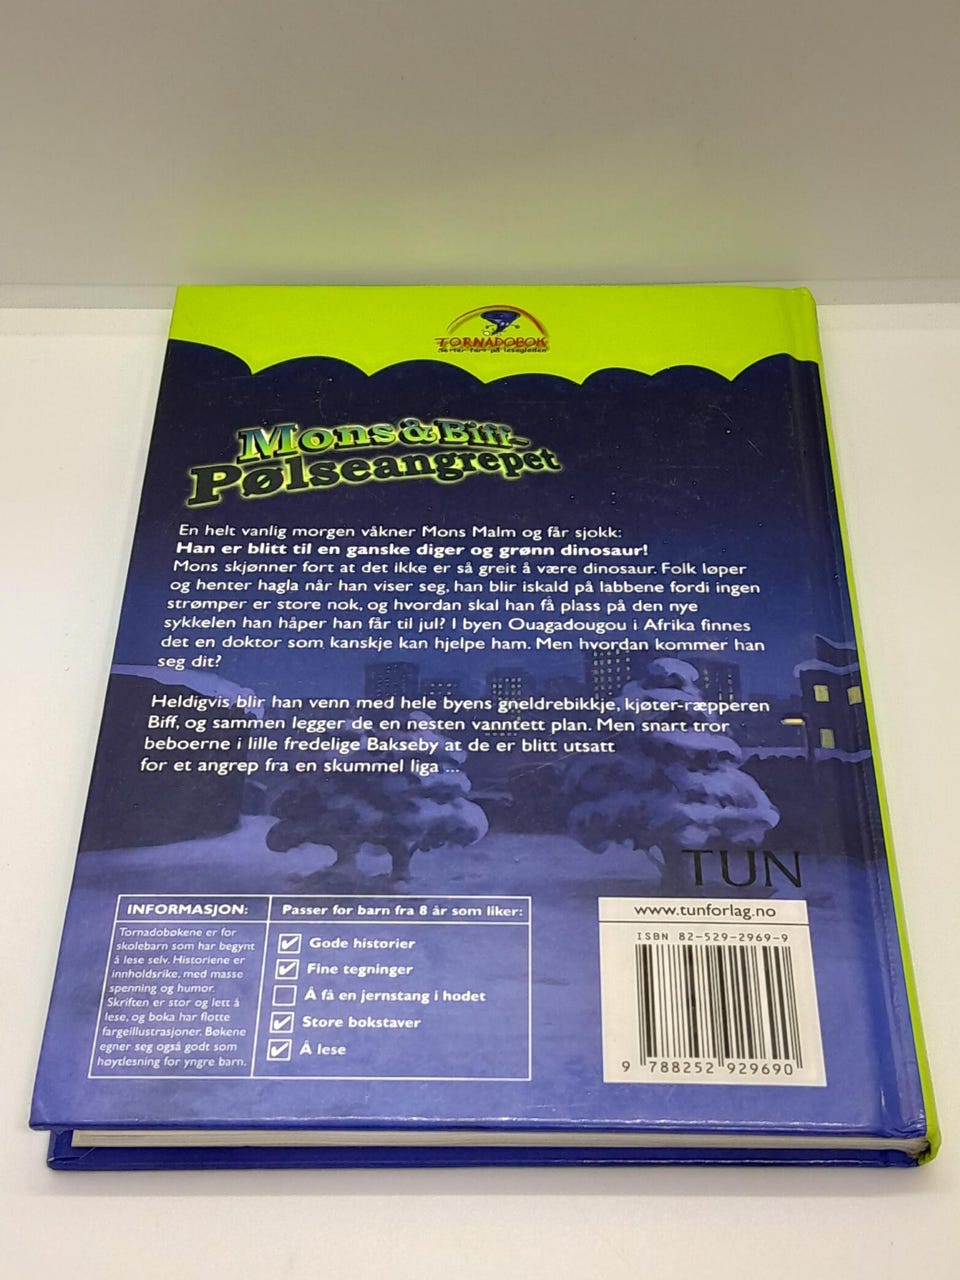 TORNADOBOK
Setter fart på lesegleden
Mons & Biff-
Pølseangrepet
En helt vanlig morgen våkner Mons Malm og får sjokk:
Han er blitt til en ganske diger og grønn dinosaur!
Mons skjønner fort at det ikke er så greit å være dinosaur. Folk løper
og henter hagla når han viser seg, han blir iskald på labbene fordi ingen
strømper er store nok, og hvordan skal han få plass på den nye
sykkelen han håper han får til jul? I byen Ouagadougou i Afrika finnes
det en doktor som kanskje kan hjelpe ham. Men hvordan kommer han
seg dit?
Heldigvis blir han venn med hele byens gneldrebikkje, kjøter-ræpperen
Biff, og sammen legger de en nesten vanntett plan. Men snart tror
beboerne i lille fredelige Bakseby at de er blitt utsatt
for et angrep fra en skummel liga ...
TUN
INFORMASJON:
Tornadobøkene er for
skolebarn som har begynt
å lese selv. Historiene er
innholdsrike, med masse
spenning og humor.
Skriften er stor og lett å
lese, og boka har flotte
fargeillustrasjoner. Bøkene
egner seg også godt som
høytlesning for yngre barn.
Passer for barn fra 8 år som liker:
Gode historier
Fine tegninger
Å få en jernstang i hodet
Store bokstaver
Å lese
www.tunforlag.no
ISBN 82-529-2969-9
9 788252 929690